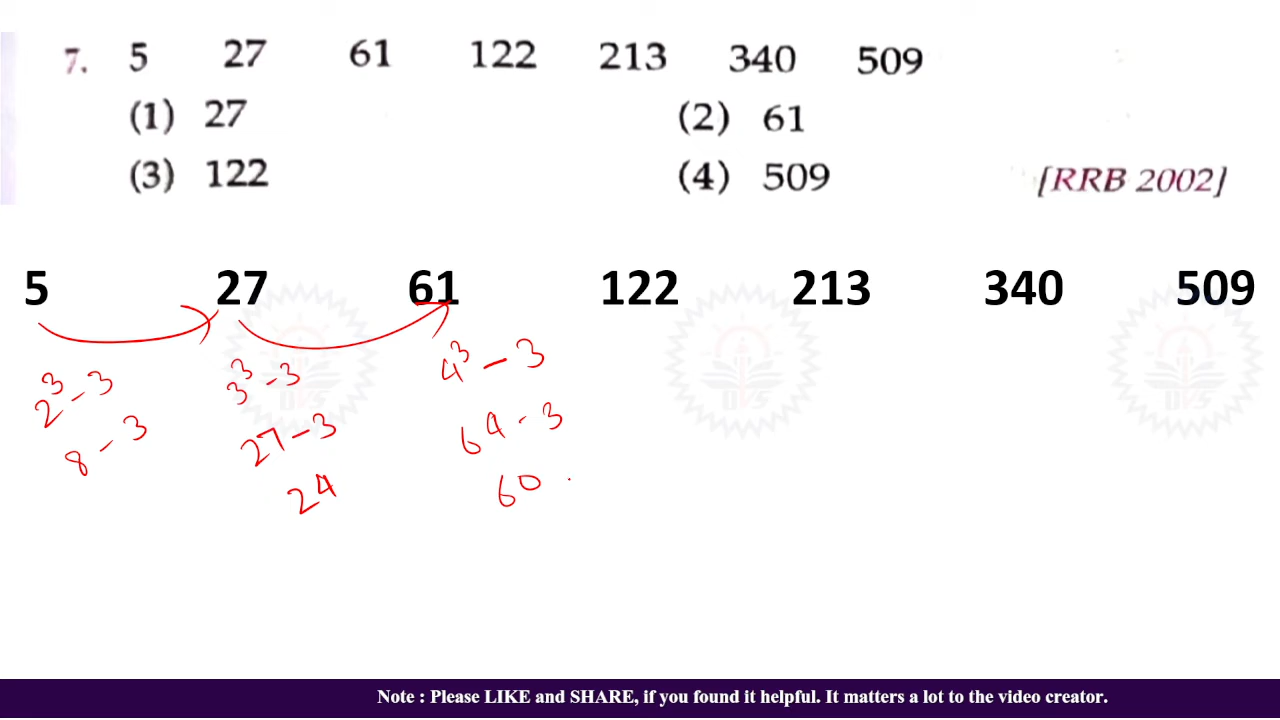 7. 5 27 61 122 213 340 509
(1) 27 (2) 61
(3) 122 (4) 509 [RRB 2002]
5 27 61 122 213 340 509
2³-3 3³-3 4³-3
8-3 27-3 64-3
24 60
Note : Please LIKE and SHARE, if you found it helpful. It matters a lot to the video creator.